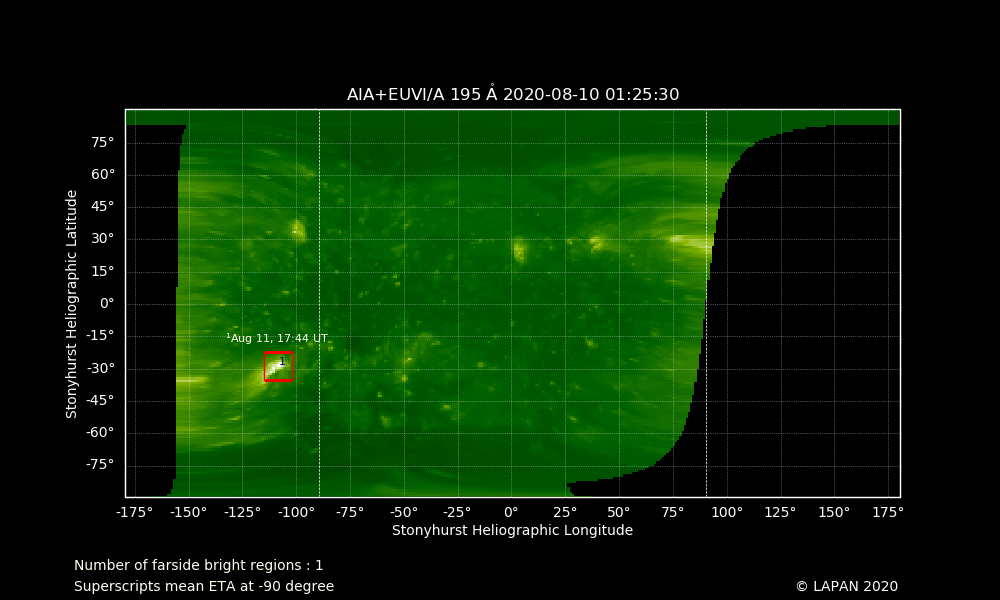 AIA+EUVI/A 195 Å 2020-08-10 01:25:30
Stonyhurst Heliographic Latitude
75°
60°
45°
30°
15°
0°
-15°
-30°
-45°
-60°
-75°
¹Aug 11, 17:44 UT
1
-175° -150° -125° -100° -75° -50° -25° 0° 25° 50° 75° 100° 125° 150° 175°
Stonyhurst Heliographic Longitude
Number of farside bright regions : 1
Superscripts mean ETA at -90 degree
© LAPAN 2020